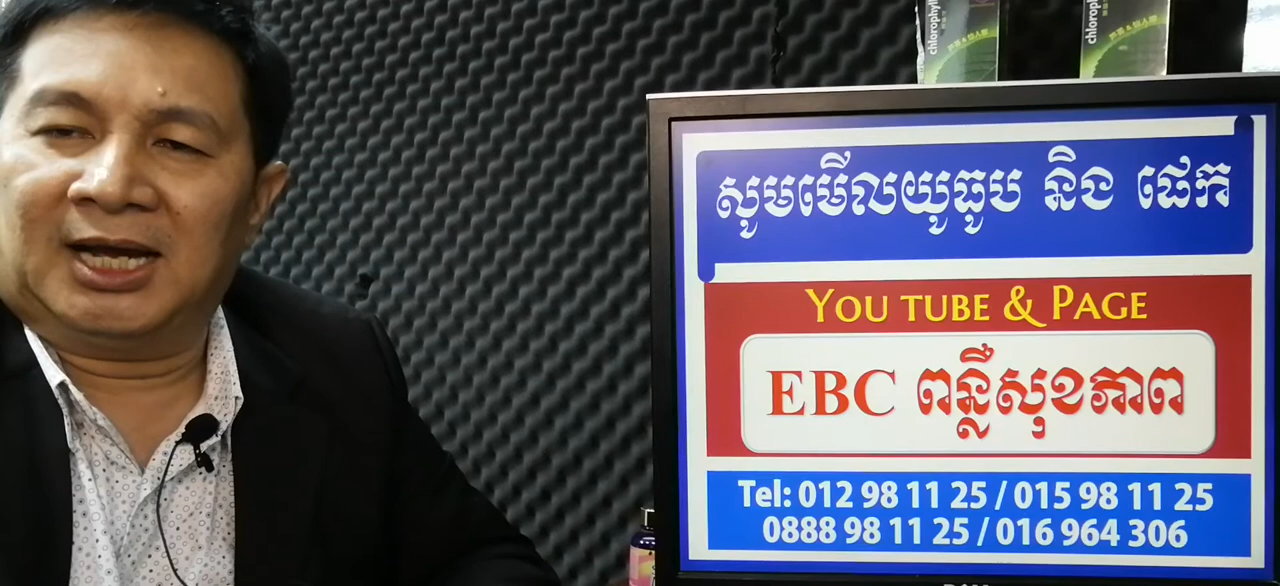 chlorophyll
chlorophyll
សូមមើលយូធូប និង ផេក
YOU TUBE & PAGE
EBC ពន្លឺសុខភាព
Tel: 012 98 11 25 / 015 98 11 25
0888 98 11 25 / 016 964 306